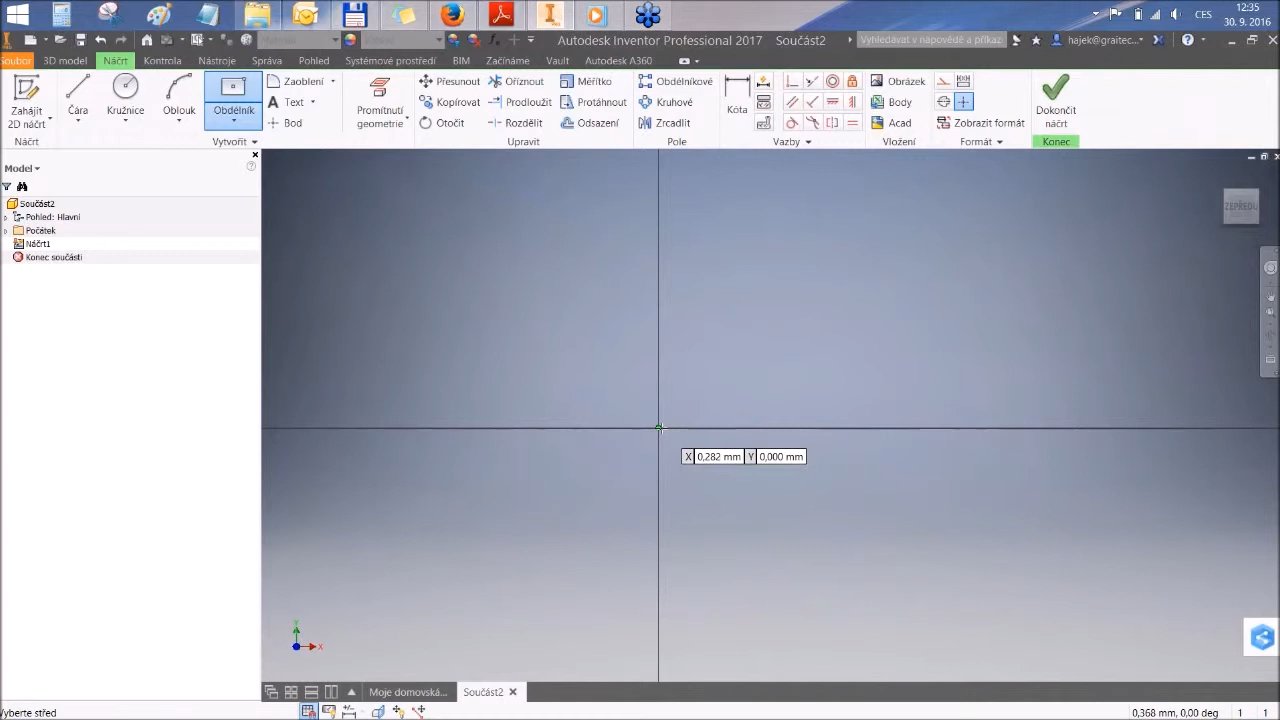 12:35
CES
30. 9. 2016
Autodesk Inventor Professional 2017 Součást2
Vyhledávat v nápovědě a příkaz
hajek@graitec...
Soubor 3D model Náčrt Kontrola Nástroje Správa Pohled Systémové prostředí BIM Začínáme Vault Autodesk A360
Zahájit 2D náčrt
Čára
Kružnice
Oblouk
Obdélník
Zaoblení
Text
Bod
Promítnutí geometrie
Přesunout
Kopírovat
Otočit
Oříznout
Prodloužit
Rozdělit
Měřítko
Protáhnout
Odsazení
Obdélníkové
Kruhové
Zrcadlit
Kóta
Obrázek
Body
Acad
Zobrazit formát
Dokončit náčrt
Náčrt Vytvořit Upravit Pole Vazby Vložení Formát Konec
Model
Součást2
Pohled: Hlavní
Počátek
Náčrt1
Konec součásti
ZEPŘEDU
X 0,282 mm Y 0,000 mm
Y
X
Moje domovská... Součást2
Vyberte střed
0,368 mm, 0,00 deg 1 1